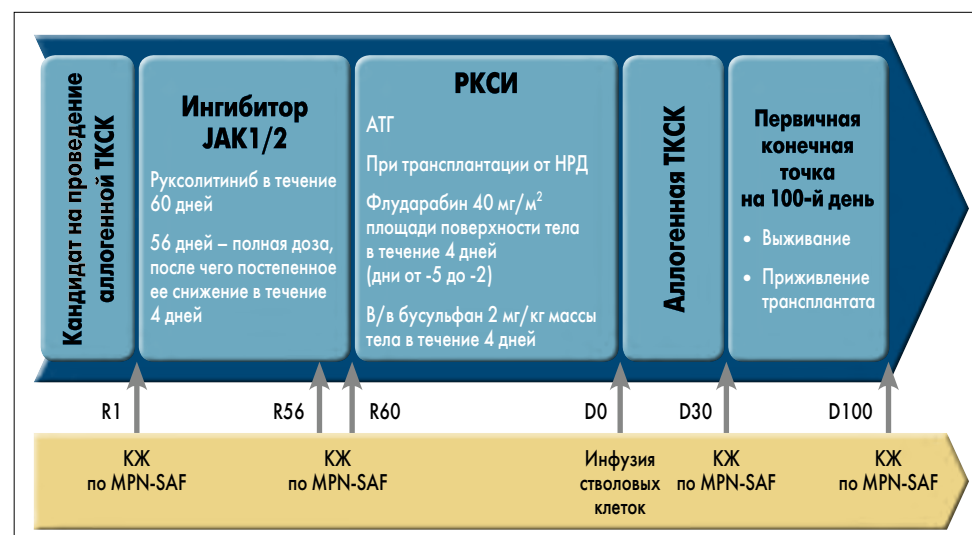 Кандидат на проведение
аллогенной ТКСК
Ингибитор
JAK1/2
Руксолитиниб в течение
60 дней
56 дней – полная доза,
после чего постепенное
ее снижение в течение
4 дней
РКСИ
АТГ
При трансплантации от НРД
Флударабин 40 мг/м²
площади поверхности тела
в течение 4 дней
(дни от -5 до -2)
В/в бусульфан 2 мг/кг массы
тела в течение 4 дней
Аллогенная ТКСК
Первичная
конечная
точка
на 100-й день
• Выживание
• Приживление
трансплантата
R1 R56 R60 D0 D30 D100
КЖ
по MPN-SAF
КЖ
по MPN-SAF
Инфузия
стволовых
клеток
КЖ
по MPN-SAF
КЖ
по MPN-SAF